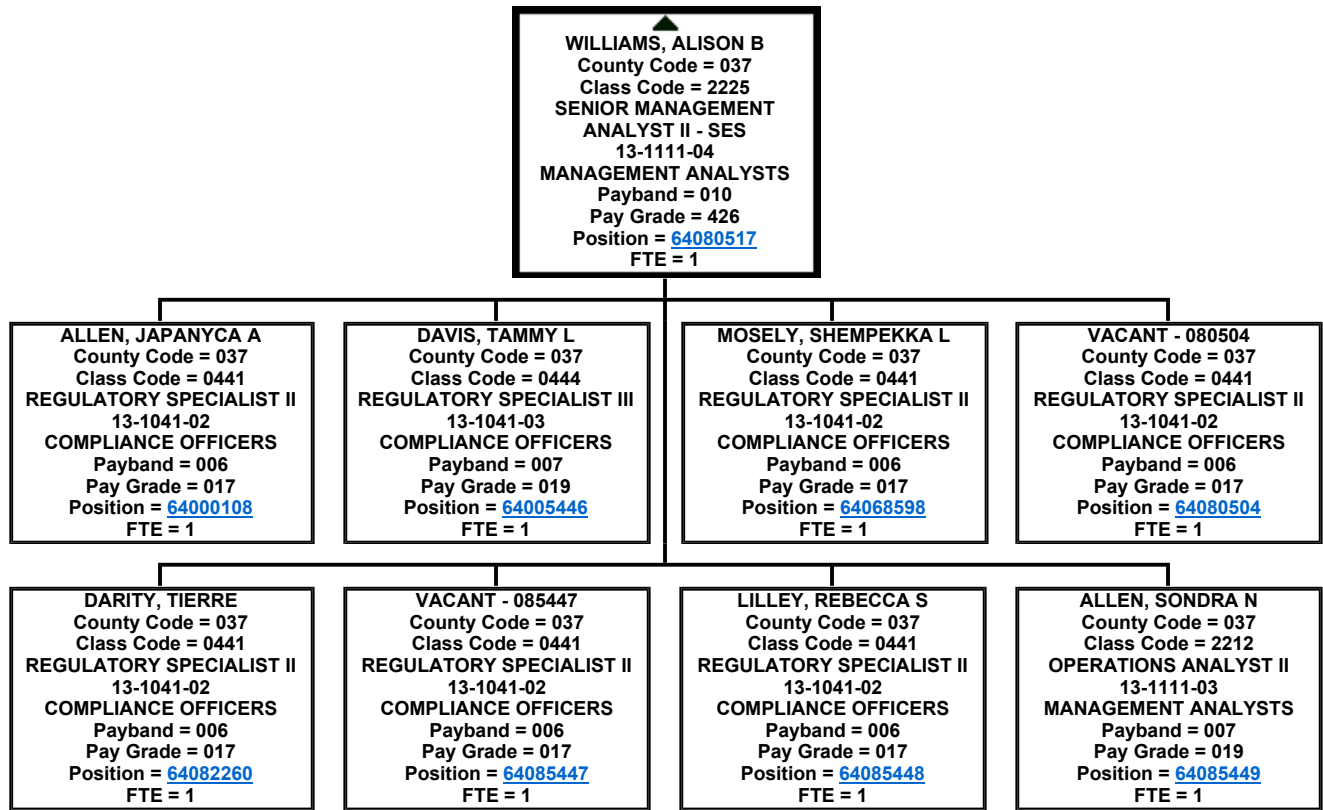 WILLIAMS, ALISON B
County Code = 037
Class Code = 2225
SENIOR MANAGEMENT
ANALYST II - SES
13-1111-04
MANAGEMENT ANALYSTS
Payband = 010
Pay Grade = 426
Position = 64080517
FTE = 1
ALLEN, JAPANYCA A
County Code = 037
Class Code = 0441
REGULATORY SPECIALIST II
13-1041-02
COMPLIANCE OFFICERS
Payband = 006
Pay Grade = 017
Position = 64000108
FTE = 1
DAVIS, TAMMY L
County Code = 037
Class Code = 0444
REGULATORY SPECIALIST III
13-1041-03
COMPLIANCE OFFICERS
Payband = 007
Pay Grade = 019
Position = 64005446
FTE = 1
MOSELY, SHEMPEKKA L
County Code = 037
Class Code = 0441
REGULATORY SPECIALIST II
13-1041-02
COMPLIANCE OFFICERS
Payband = 006
Pay Grade = 017
Position = 64068598
FTE = 1
VACANT - 080504
County Code = 037
Class Code = 0441
REGULATORY SPECIALIST II
13-1041-02
COMPLIANCE OFFICERS
Payband = 006
Pay Grade = 017
Position = 64080504
FTE = 1
DARITY, TIERRE
County Code = 037
Class Code = 0441
REGULATORY SPECIALIST II
13-1041-02
COMPLIANCE OFFICERS
Payband = 006
Pay Grade = 017
Position = 64082260
FTE = 1
VACANT - 085447
County Code = 037
Class Code = 0441
REGULATORY SPECIALIST II
13-1041-02
COMPLIANCE OFFICERS
Payband = 006
Pay Grade = 017
Position = 64085447
FTE = 1
LILLEY, REBECCA S
County Code = 037
Class Code = 0441
REGULATORY SPECIALIST II
13-1041-02
COMPLIANCE OFFICERS
Payband = 006
Pay Grade = 017
Position = 64085448
FTE = 1
ALLEN, SONDRA N
County Code = 037
Class Code = 2212
OPERATIONS ANALYST II
13-1111-03
MANAGEMENT ANALYSTS
Payband = 007
Pay Grade = 019
Position = 64085449
FTE = 1